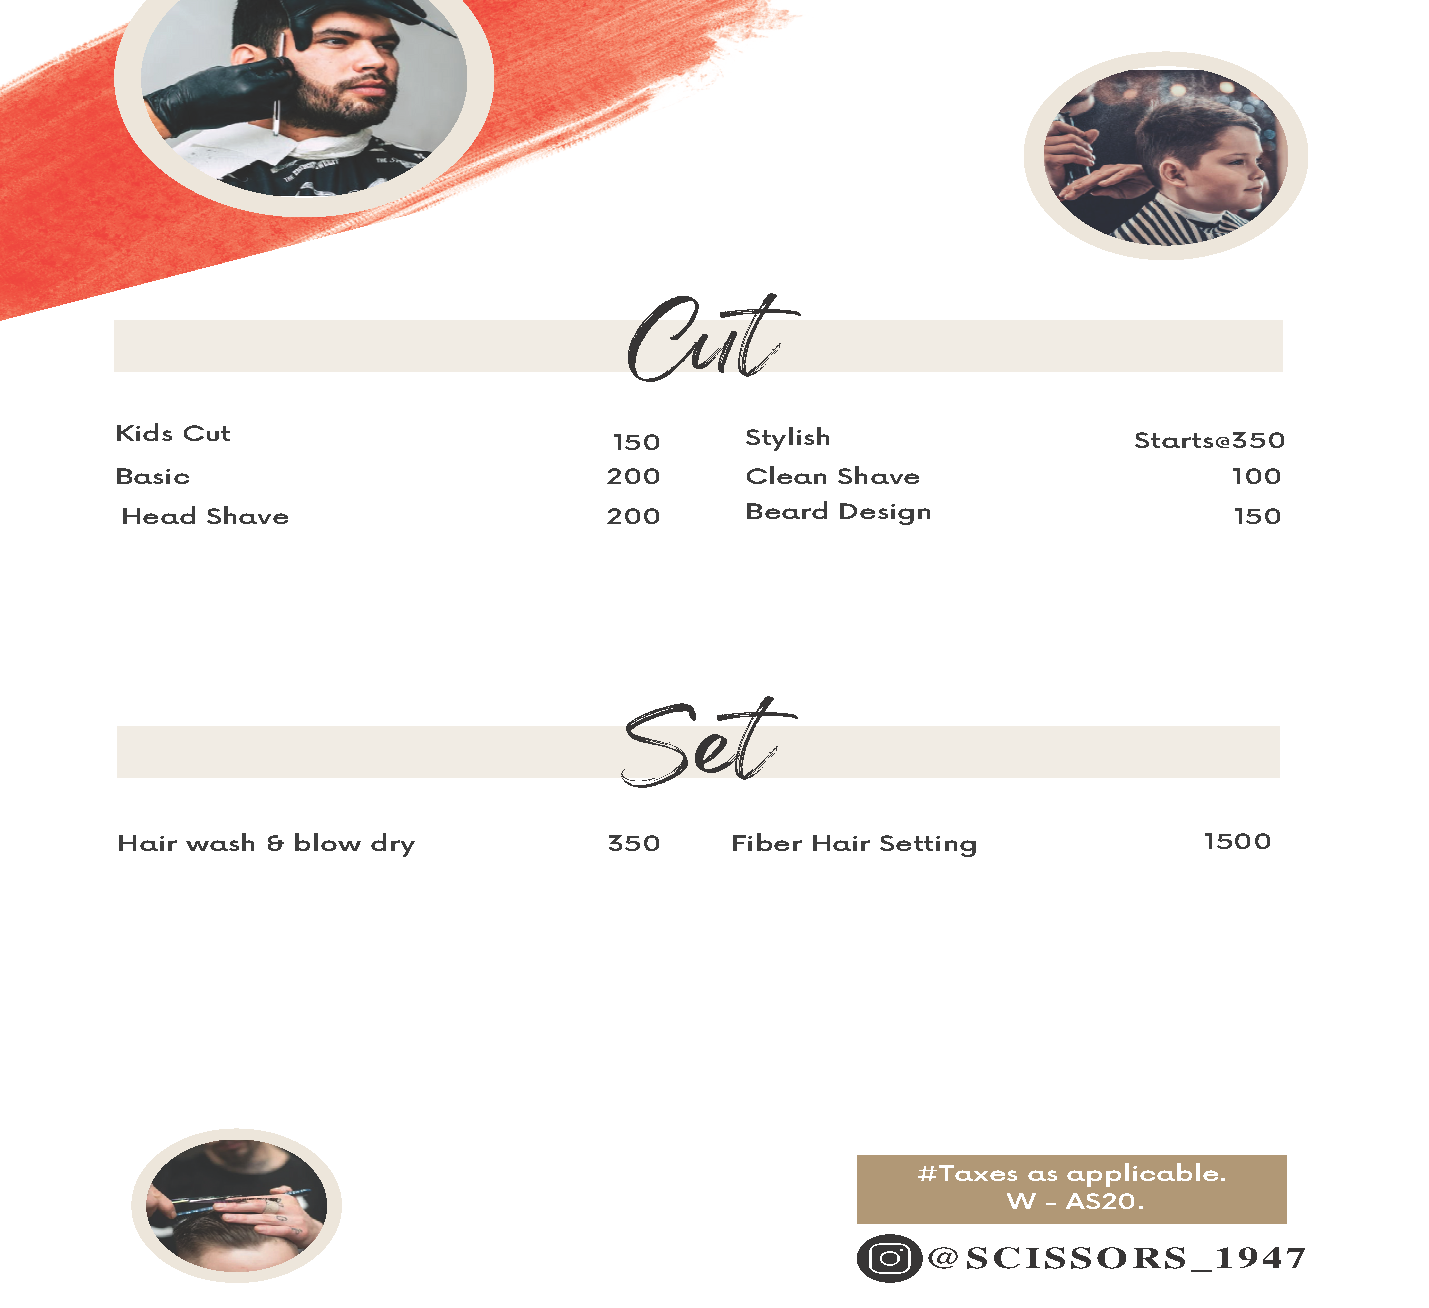 Cut
Kids Cut 150 Stylish Starts@350
Basic 200 Clean Shave 100
Head Shave 200 Beard Design 150
Set
Hair wash & blow dry 350 Fiber Hair Setting 1500
#Taxes as applicable.
W - AS20.
@SCISSORS_1947